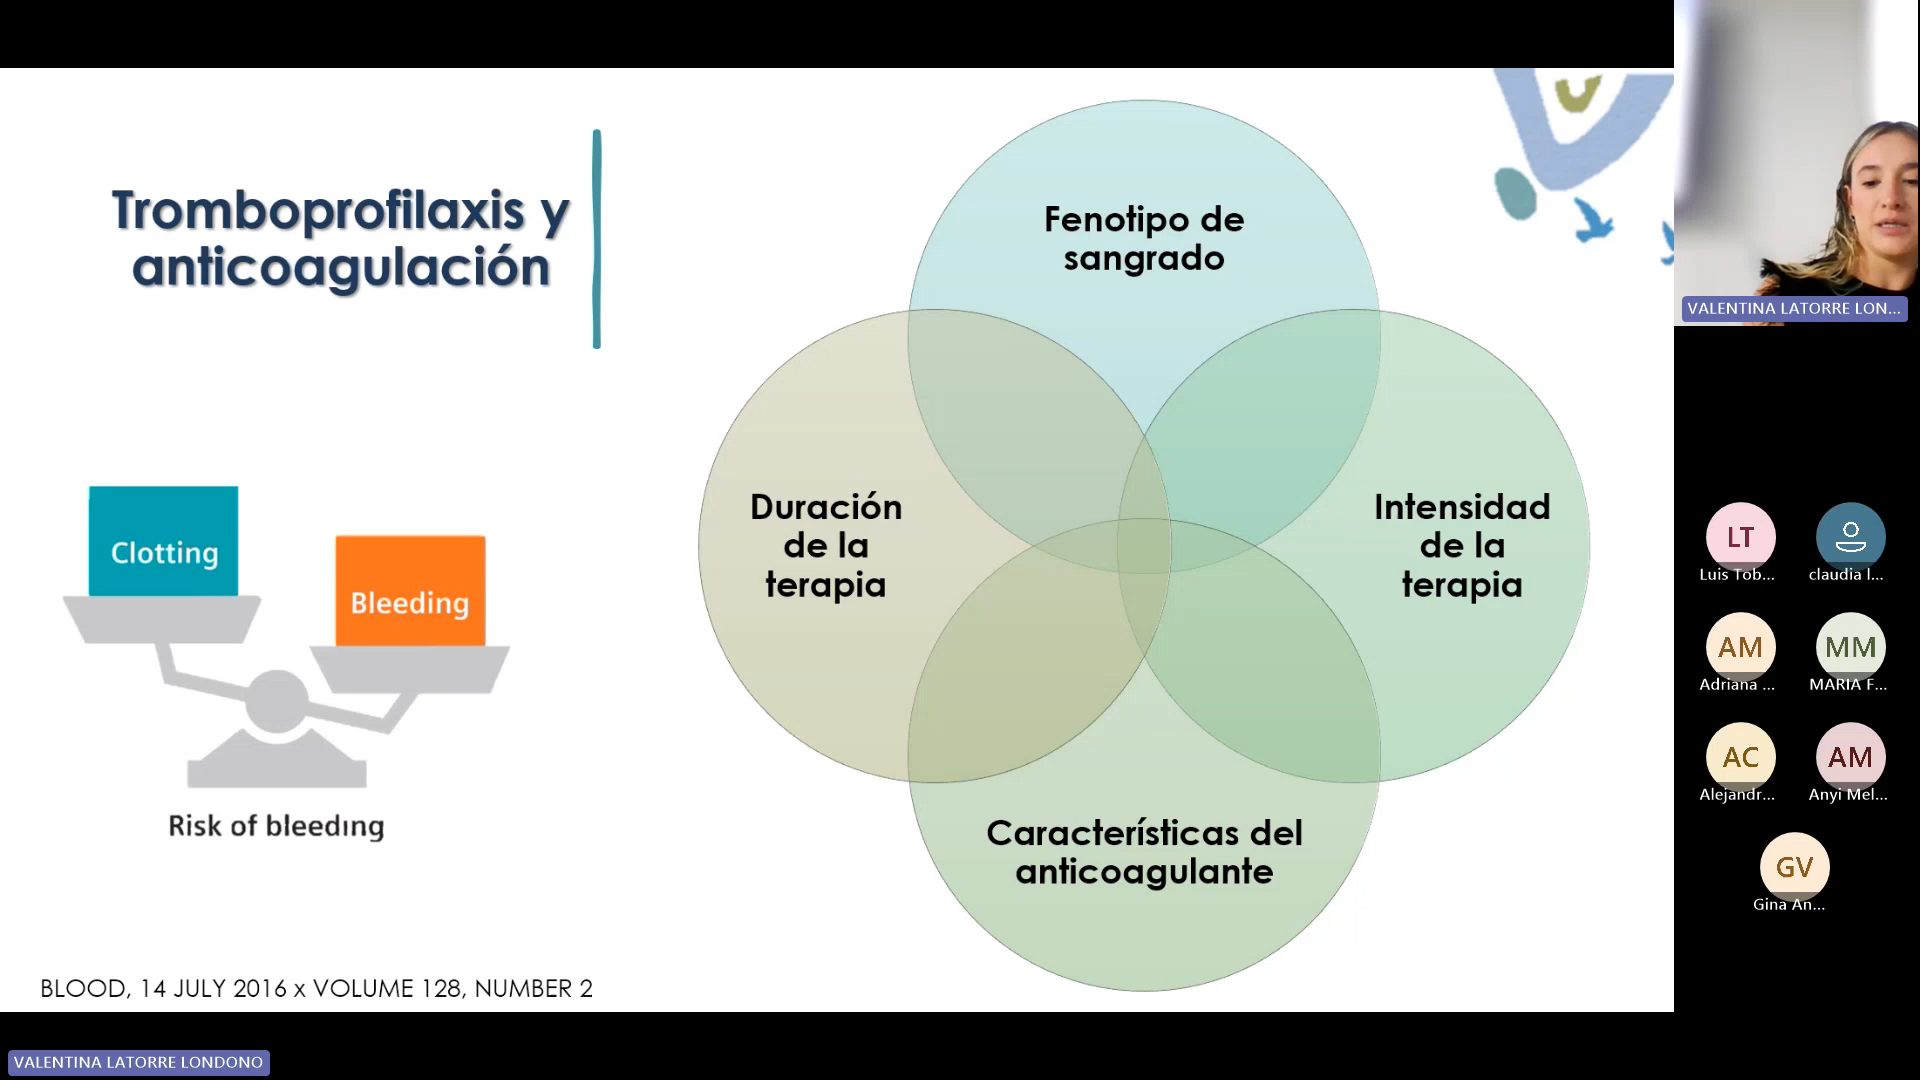 Tromboprofilaxis y
anticoagulación
Fenotipo de
sangrado
Duración
de la
terapia
Intensidad
de la
terapia
Características del
anticoagulante
Clotting
Bleeding
Risk of bleeding
BLOOD, 14 JULY 2016 x VOLUME 128, NUMBER 2
VALENTINA LATORRE LONDONO
VALENTINA LATORRE LON...
LT
Luis Tob...
claudia l...
AM
Adriana ...
MM
MARIA F...
AC
Alejandr...
AM
Anyi Mel...
GV
Gina An...